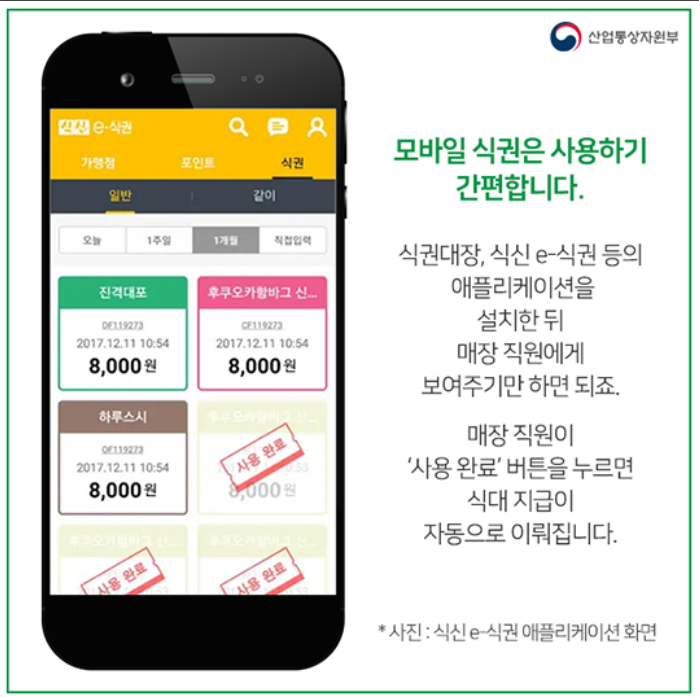 산업통상자원부
식신 e-식권
가맹점 포인트 식권
일반 같이
오늘 1주일 1개월 직접입력
진격대포 후쿠오카함바그 신...
DF119273 CF119273
2017.12.11 10:54 2017.12.11 10:54
8,000원 8,000원
하루스시 후쿠오카함바그 신...
OF119273
2017.12.11 10:54
사용 완료
8,000원 8,000원
후쿠오카함바그 신... 후쿠오카함바그 신...
사용 완료 사용 완료
모바일 식권은 사용하기
간편합니다.
식권대장, 식신 e-식권 등의
애플리케이션을
설치한 뒤
매장 직원에게
보여주기만 하면 되죠.
매장 직원이
‘사용 완료’ 버튼을 누르면
식대 지급이
자동으로 이뤄집니다.
* 사진 : 식신 e-식권 애플리케이션 화면